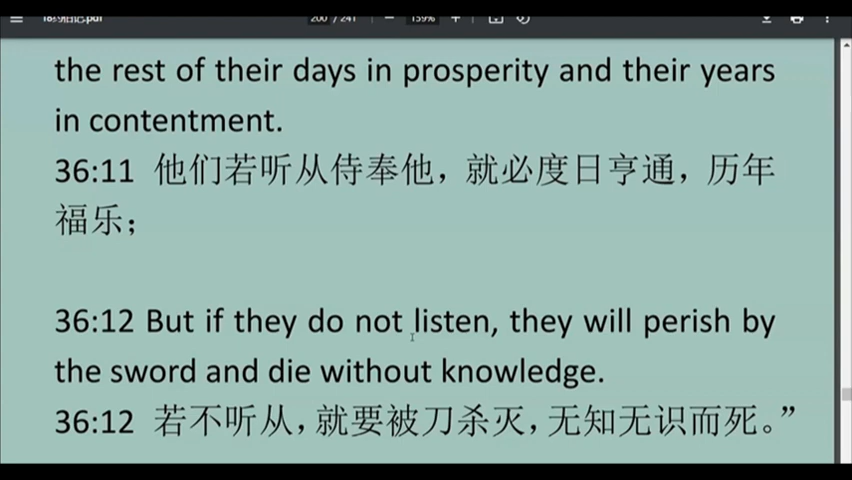 200 / 241
159%
the rest of their days in prosperity and their years
in contentment.
36:11 他们若听从侍奉他，就必度日亨通，历年
福乐；
36:12 But if they do not listen, they will perish by
the sword and die without knowledge.
36:12 若不听从，就要被刀杀灭，无知无识而死。”